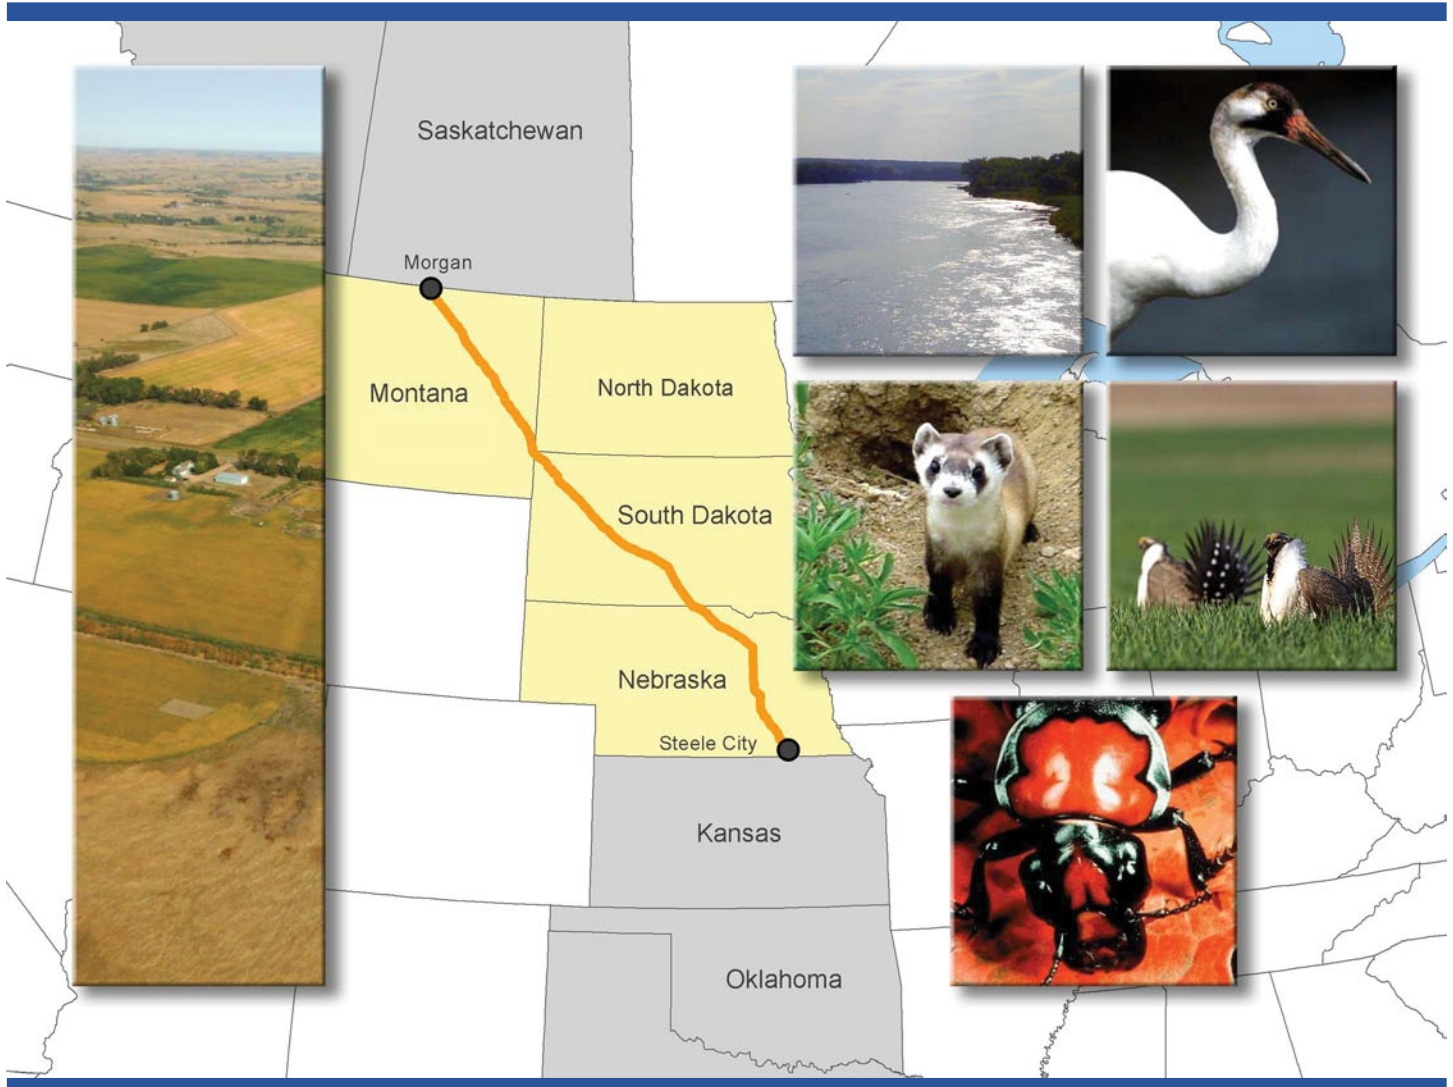 Saskatchewan
Morgan
Montana
North Dakota
South Dakota
Nebraska
Steele City
Kansas
Oklahoma